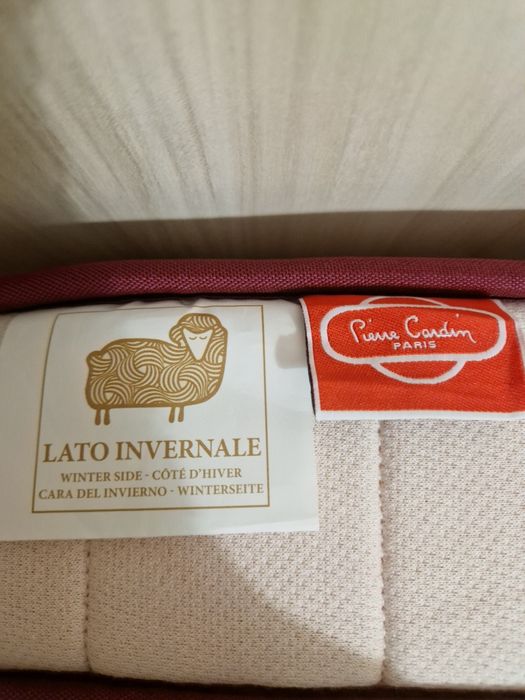 LATO INVERNALE
WINTER SIDE - CÔTÉ D'HIVER
CARA DEL INVIERNO - WINTERSEITE
Pierre Cardin
PARIS